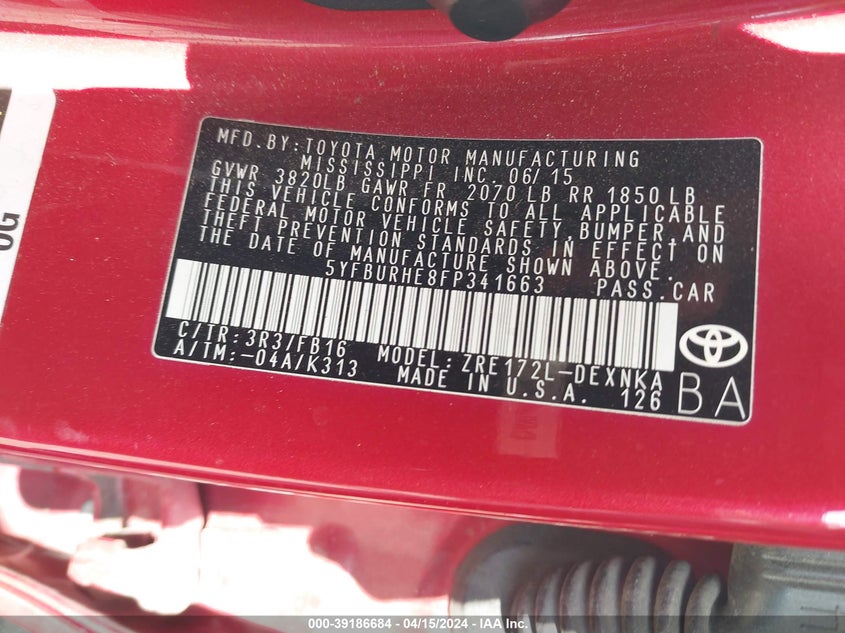 MFD.BY:TOYOTA MOTOR MANUFACTURING
MISSISSIPPI INC. 06/15
GVWR 3820LB GAWR FR 2070 LB RR 1850 LB
THIS VEHICLE CONFORMS TO ALL APPLICABLE
FEDERAL MOTOR VEHICLE SAFETY,BUMPER,AND
THEFT PREVENTION STANDARDS IN EFFECT ON
THE DATE OF MANUFACTURE SHOWN ABOVE.
5YFBURHE8FP341663 PASS.CAR
C/TR:3R3/FB16 MODEL:ZRE172L-DEXNKA
A/TM:-04A/K313 MADE IN U.S.A. 126
BA
OG
000-39186684 | 04/15/2024 | IAA Inc.